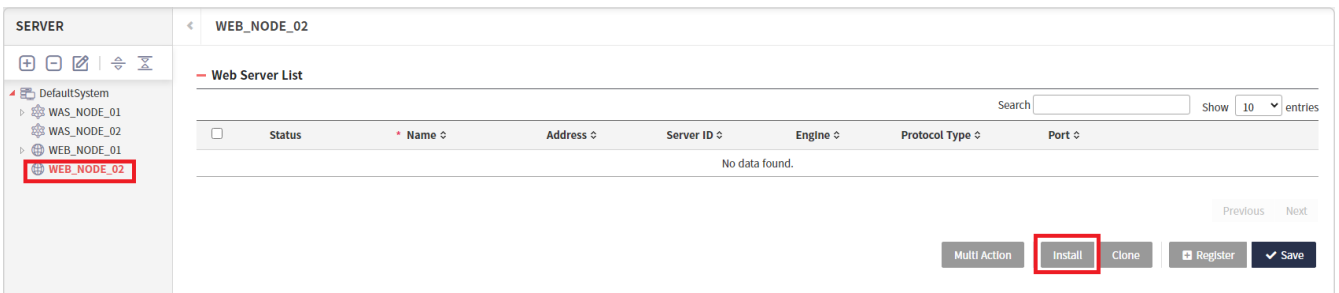 SERVER
WEB_NODE_02
DefaultSystem
WAS_NODE_01
WAS_NODE_02
WEB_NODE_01
WEB_NODE_02
Web Server List
Search Show 10 entries
Status * Name Address Server ID Engine Protocol Type Port
No data found.
Previous Next
Multi Action Install Clone Register Save